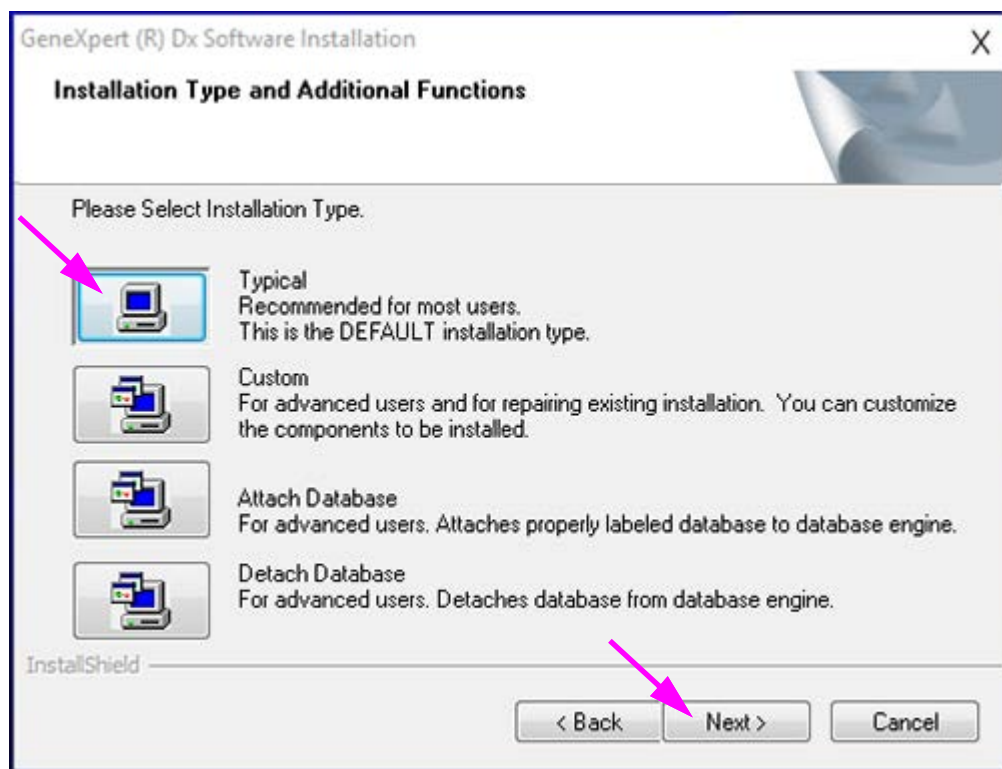 GeneXpert (R) Dx Software Installation
X
Installation Type and Additional Functions
Please Select Installation Type.
Typical
Recommended for most users.
This is the DEFAULT installation type.
Custom
For advanced users and for repairing existing installation. You can customize
the components to be installed.
Attach Database
For advanced users. Attaches properly labeled database to database engine.
Detach Database
For advanced users. Detaches database from database engine.
InstallShield
< Back
Next >
Cancel